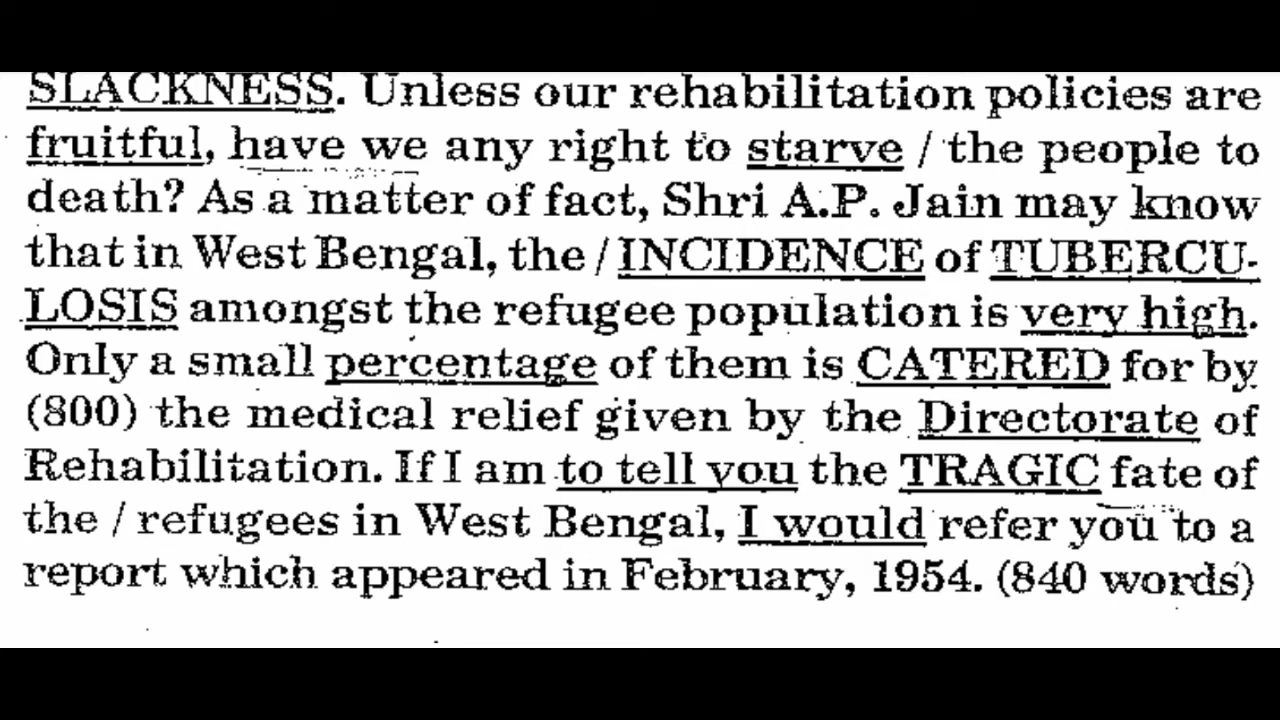 SLACKNESS. Unless our rehabilitation policies are
fruitful, have we any right to starve / the people to
death? As a matter of fact, Shri A.P. Jain may know
that in West Bengal, the / INCIDENCE of TUBERCU-
LOSIS amongst the refugee population is very high.
Only a small percentage of them is CATERED for by
(800) the medical relief given by the Directorate of
Rehabilitation. If I am to tell you the TRAGIC fate of
the / refugees in West Bengal, I would refer you to a
report which appeared in February, 1954. (840 words)